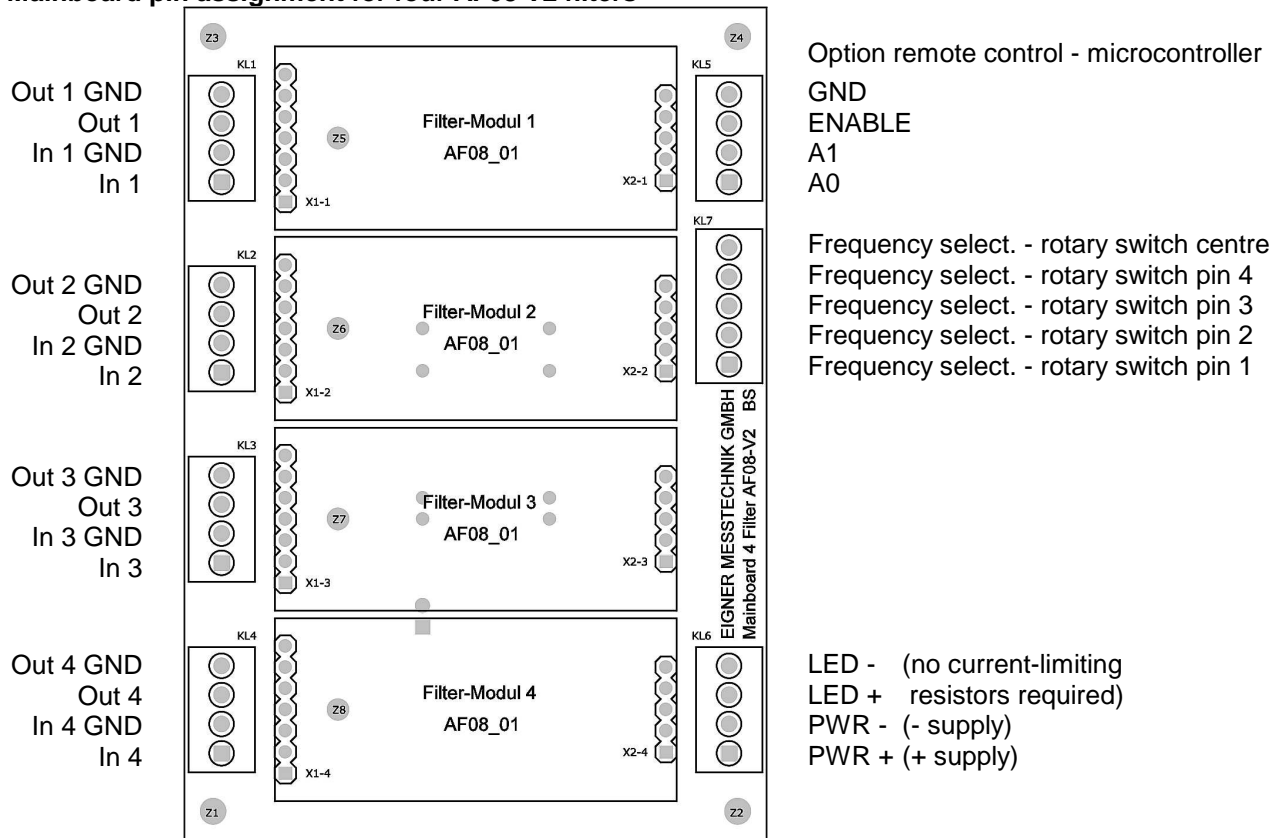 Mainboard pin assignment for four AF08-V2 filters
Z3
Z4
KL1
KL5
Option remote control - microcontroller
Out 1 GND
GND
Out 1
Z5
Filter-Modul 1
ENABLE
In 1 GND
AF08_01
A1
In 1
X1-1
X2-1
A0
KL7
KL2
Frequency select. - rotary switch centre
Out 2 GND
Frequency select. - rotary switch pin 4
Out 2
Z6
Filter-Modul 2
Frequency select. - rotary switch pin 3
In 2 GND
AF08_01
Frequency select. - rotary switch pin 2
In 2
X1-2
X2-2
Frequency select. - rotary switch pin 1
EIGNER MESSTECHNIK GMBH
Mainboard 4 Filter AF08-V2 BS
KL3
Out 3 GND
Out 3
Z7
Filter-Modul 3
In 3 GND
AF08_01
In 3
X1-3
X2-3
KL4
KL6
Out 4 GND
LED - (no current-limiting
Out 4
Z8
Filter-Modul 4
LED + resistors required)
In 4 GND
AF08_01
PWR - (- supply)
In 4
X1-4
X2-4
PWR + (+ supply)
Z1
Z2